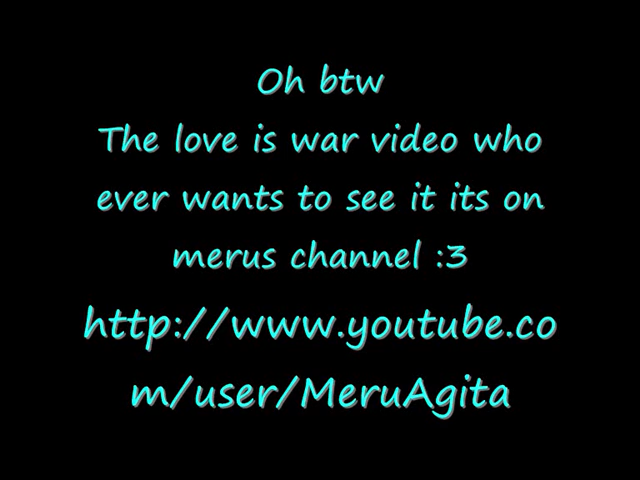 Oh btw
The love is war video who
ever wants to see it its on
merus channel :3
http://www.youtube.co
m/user/MeruAgita